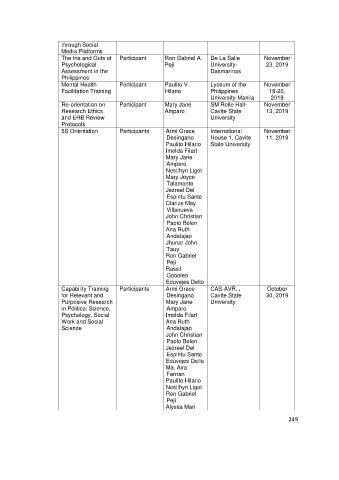 through Social
Media Platforms
The Ins and Outs of
Psychological
Assessment in the
Philippines
Participant
Ron Gabriel A.
Peji
De La Salle
University-
Dasmarinas
November
23, 2019
Mental Health
Facilitation Training
Participant
Paulito V.
Hilario
Lyceum of the
Philippines
University-Manila
November
18-20,
2019
Re-orientation on
Research Ethics
and ERB Review
Protocols
Participant
Mary Jane
Amparo
SM Rolle Hall-
Cavite State
University
November
13, 2019
5S Orientation
Participants
Armi Grace
Desingano
Paulito Hilario
Imelda Filart
Mary Jane
Amparo
Nestlhyn Ligot
Mary Joyce
Talamante
Jezreel Del
Espiritu Santo
Clarize May
Villanueva
John Christian
Paolo Belen
Ana Ruth
Andalajao
Jhunar John
Tauy
Ron Gabriel
Peji
Rassil
Goboleo
Eduvejes Dello
International
House 1, Cavite
State University
November
11, 2019
Capability Training
for Relevant and
Purposive Research
in Political Science,
Psychology, Social
Work and Social
Science
Participants
Armi Grace
Desingano
Mary Jane
Amparo
Imelda Filart
Ana Ruth
Andalajao
John Christian
Paolo Belen
Jezreel Del
Espiritu Santo
Eduvejes Dello
Ma. Aira
Fernan
Paulito Hilario
Nestlhyn Ligot
Ron Gabriel
Peji
Alyssa Mari
CAS-AVR, ,
Cavite State
University
October
30, 2019
249